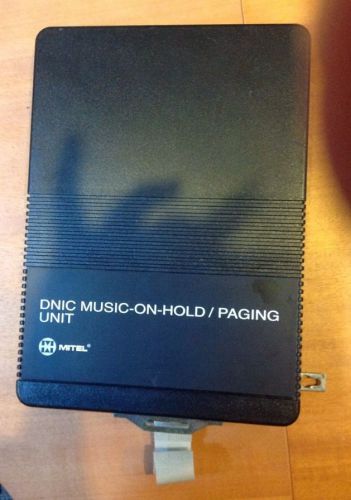 DNIC MUSIC-ON-HOLD / PAGING
UNIT
MITEL®